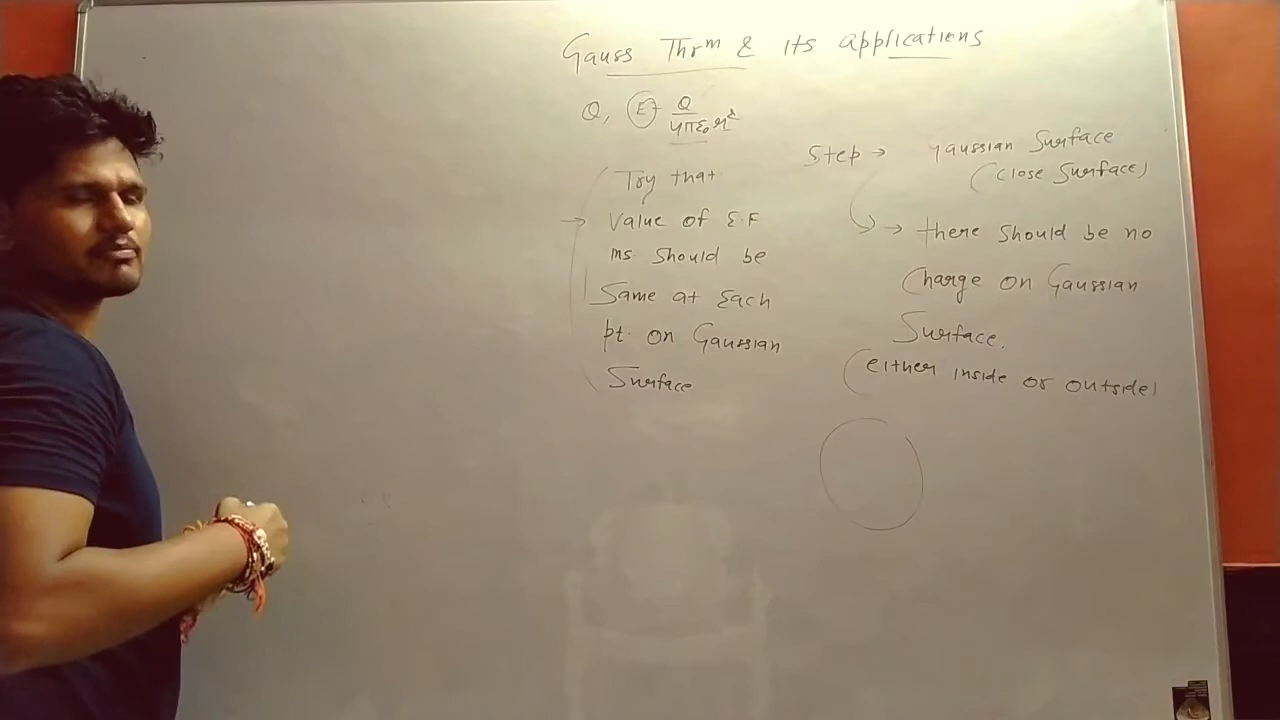 Gauss Thrm & its applications
Q, E = Q / 4πε₀r²
Try that
→ Value of E.F
should be
Same at Each
pt. on Gaussian
Surface
Step → gaussian Surface
(Close Surface)
→ there should be no
Charge on Gaussian
Surface.
(either inside or outside)